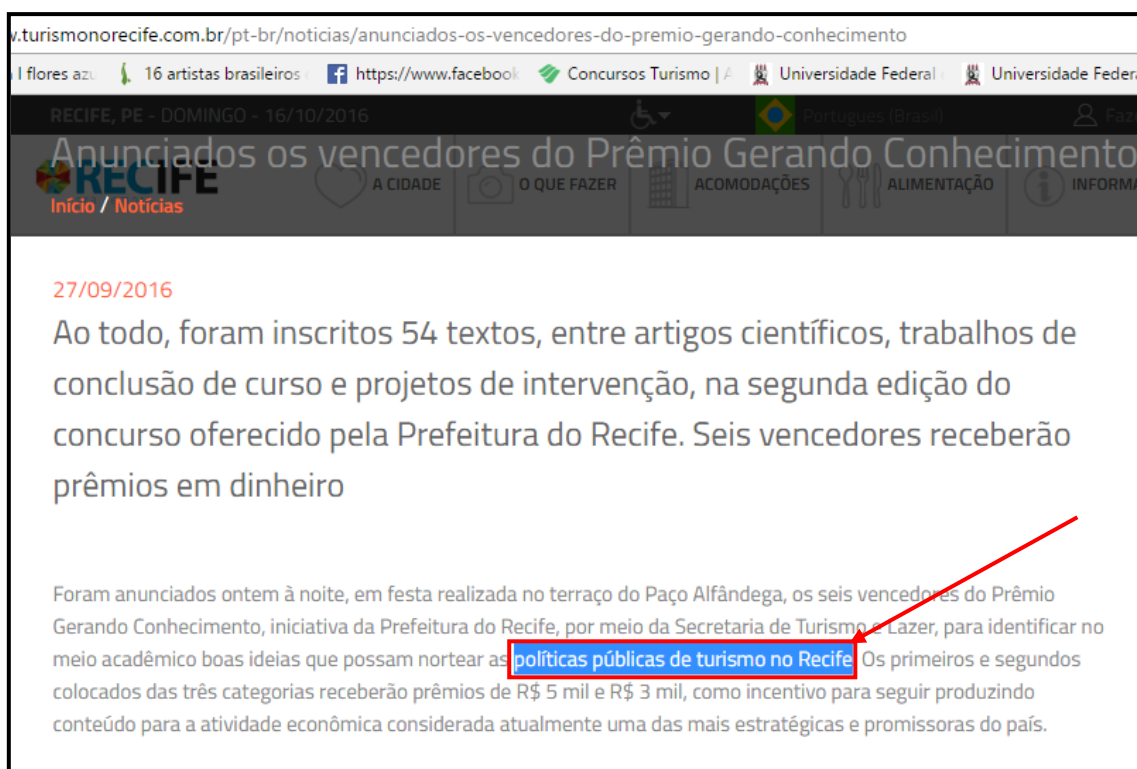 .turismonorecife.com.br/pt-br/noticias/anunciados-os-vencedores-do-premio-gerando-conhecimento
l flores azu 16 artistas brasileiros https://www.facebook Concursos Turismo | A Universidade Federal Universidade Federa
RECIFE, PE - DOMINGO - 16/10/2016 Portugues (Brasil) Faz
Anunciados os vencedores do Prêmio Gerando Conhecimento
RECIFE A CIDADE O QUE FAZER ACOMODAÇÕES ALIMENTAÇÃO INFORMA
Início / Notícias
27/09/2016
Ao todo, foram inscritos 54 textos, entre artigos científicos, trabalhos de
conclusão de curso e projetos de intervenção, na segunda edição do
concurso oferecido pela Prefeitura do Recife. Seis vencedores receberão
prêmios em dinheiro
Foram anunciados ontem à noite, em festa realizada no terraço do Paço Alfândega, os seis vencedores do Prêmio
Gerando Conhecimento, iniciativa da Prefeitura do Recife, por meio da Secretaria de Turismo e Lazer, para identificar no
meio acadêmico boas ideias que possam nortear as políticas públicas de turismo no Recife. Os primeiros e segundos
colocados das três categorias receberão prêmios de R$ 5 mil e R$ 3 mil, como incentivo para seguir produzindo
conteúdo para a atividade econômica considerada atualmente uma das mais estratégicas e promissoras do país.